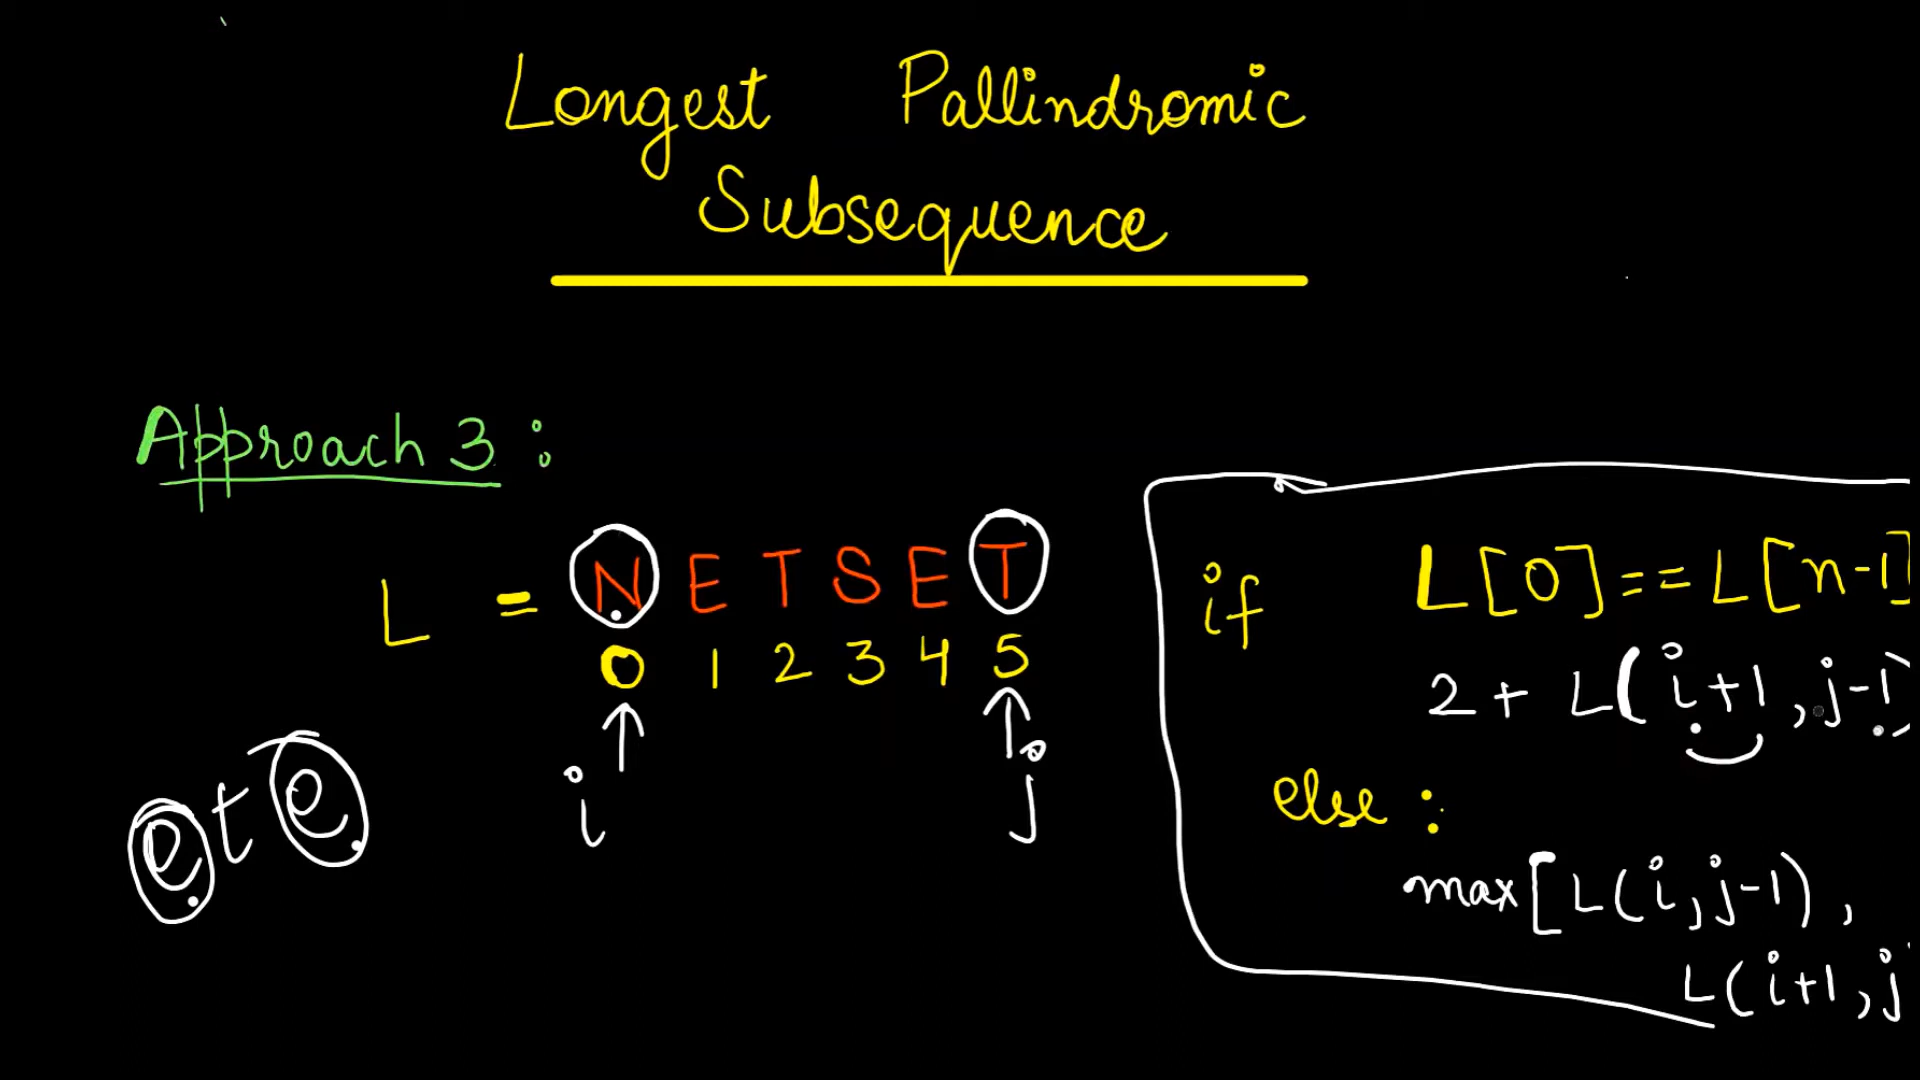 Longest Pallindromic
Subsequence
Approach 3 :
L = N E T S E T
0 1 2 3 4 5
i j
e t e
if L[0] == L[n-1]
2 + L(i+1, j-1)
else :
max[L(i, j-1),
L(i+1, j